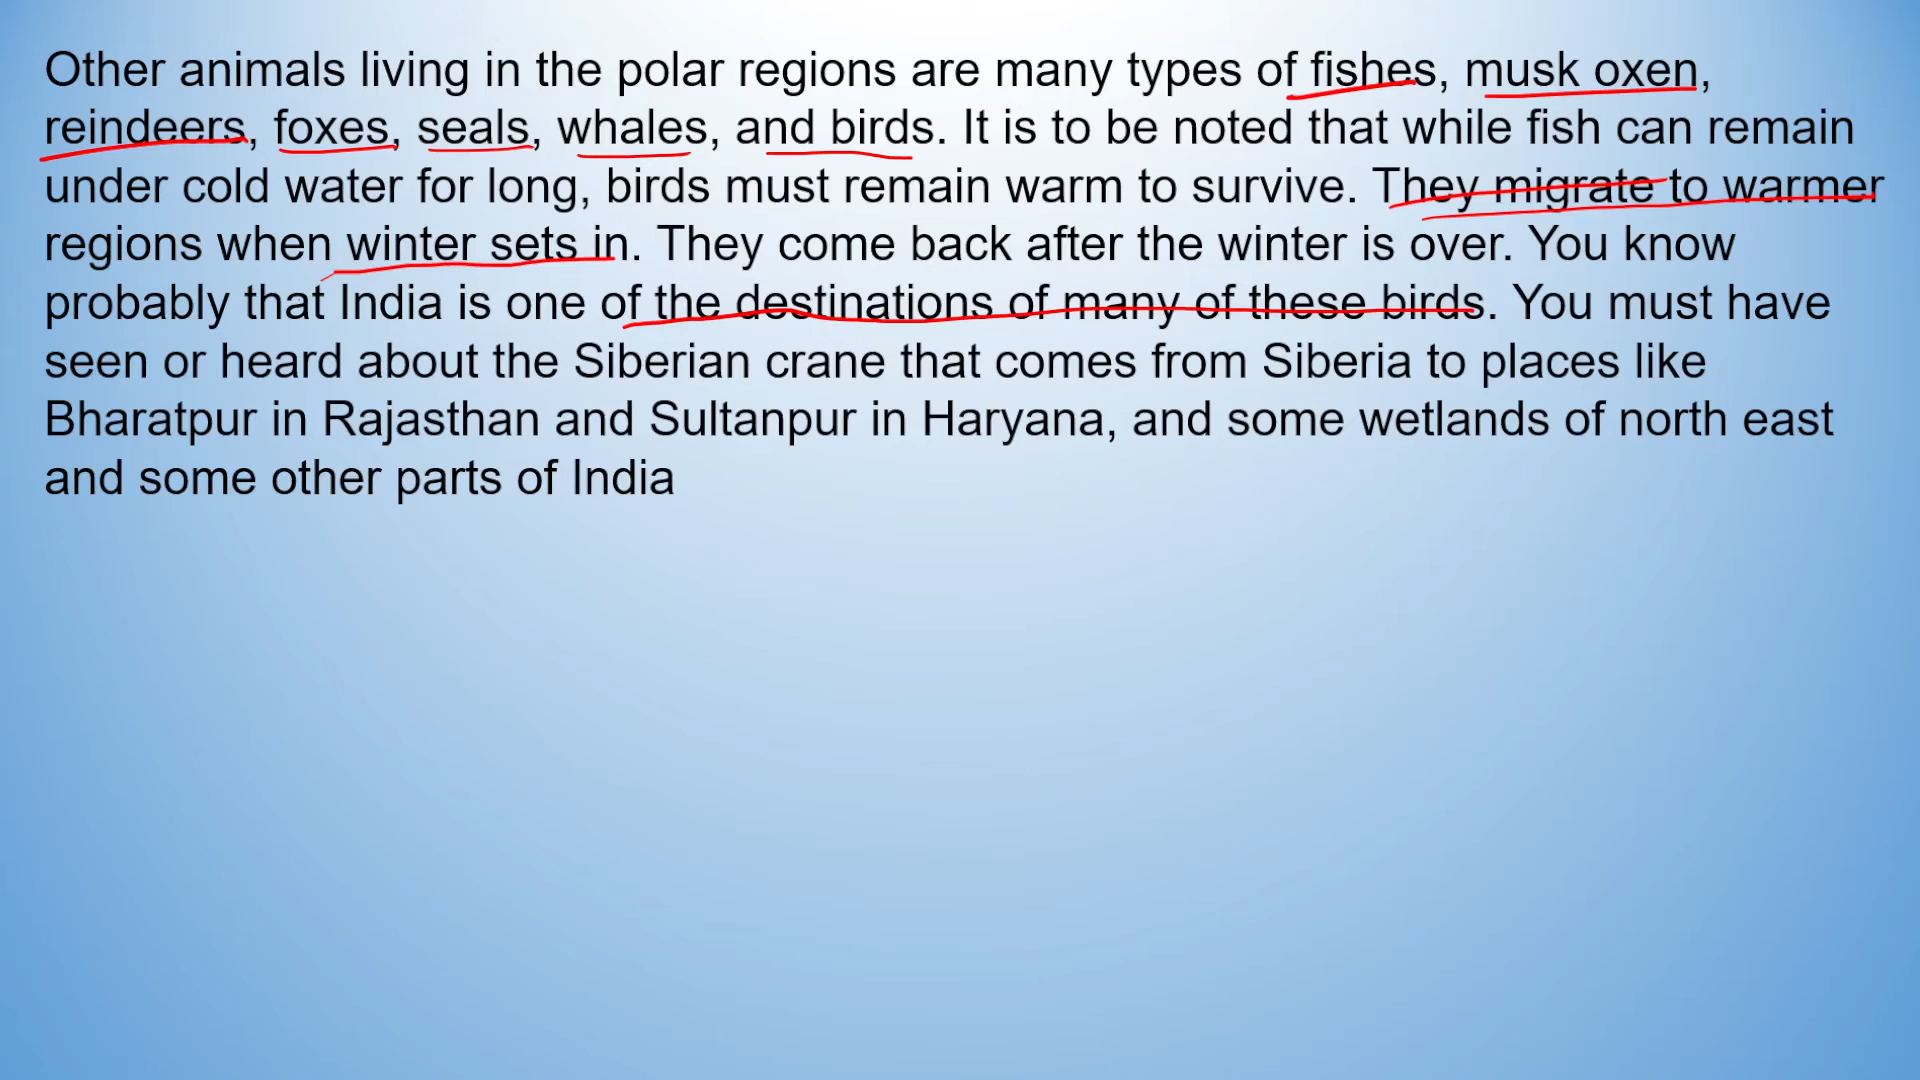 Other animals living in the polar regions are many types of fishes, musk oxen,
reindeers, foxes, seals, whales, and birds. It is to be noted that while fish can remain
under cold water for long, birds must remain warm to survive. They migrate to warmer
regions when winter sets in. They come back after the winter is over. You know
probably that India is one of the destinations of many of these birds. You must have
seen or heard about the Siberian crane that comes from Siberia to places like
Bharatpur in Rajasthan and Sultanpur in Haryana, and some wetlands of north east
and some other parts of India